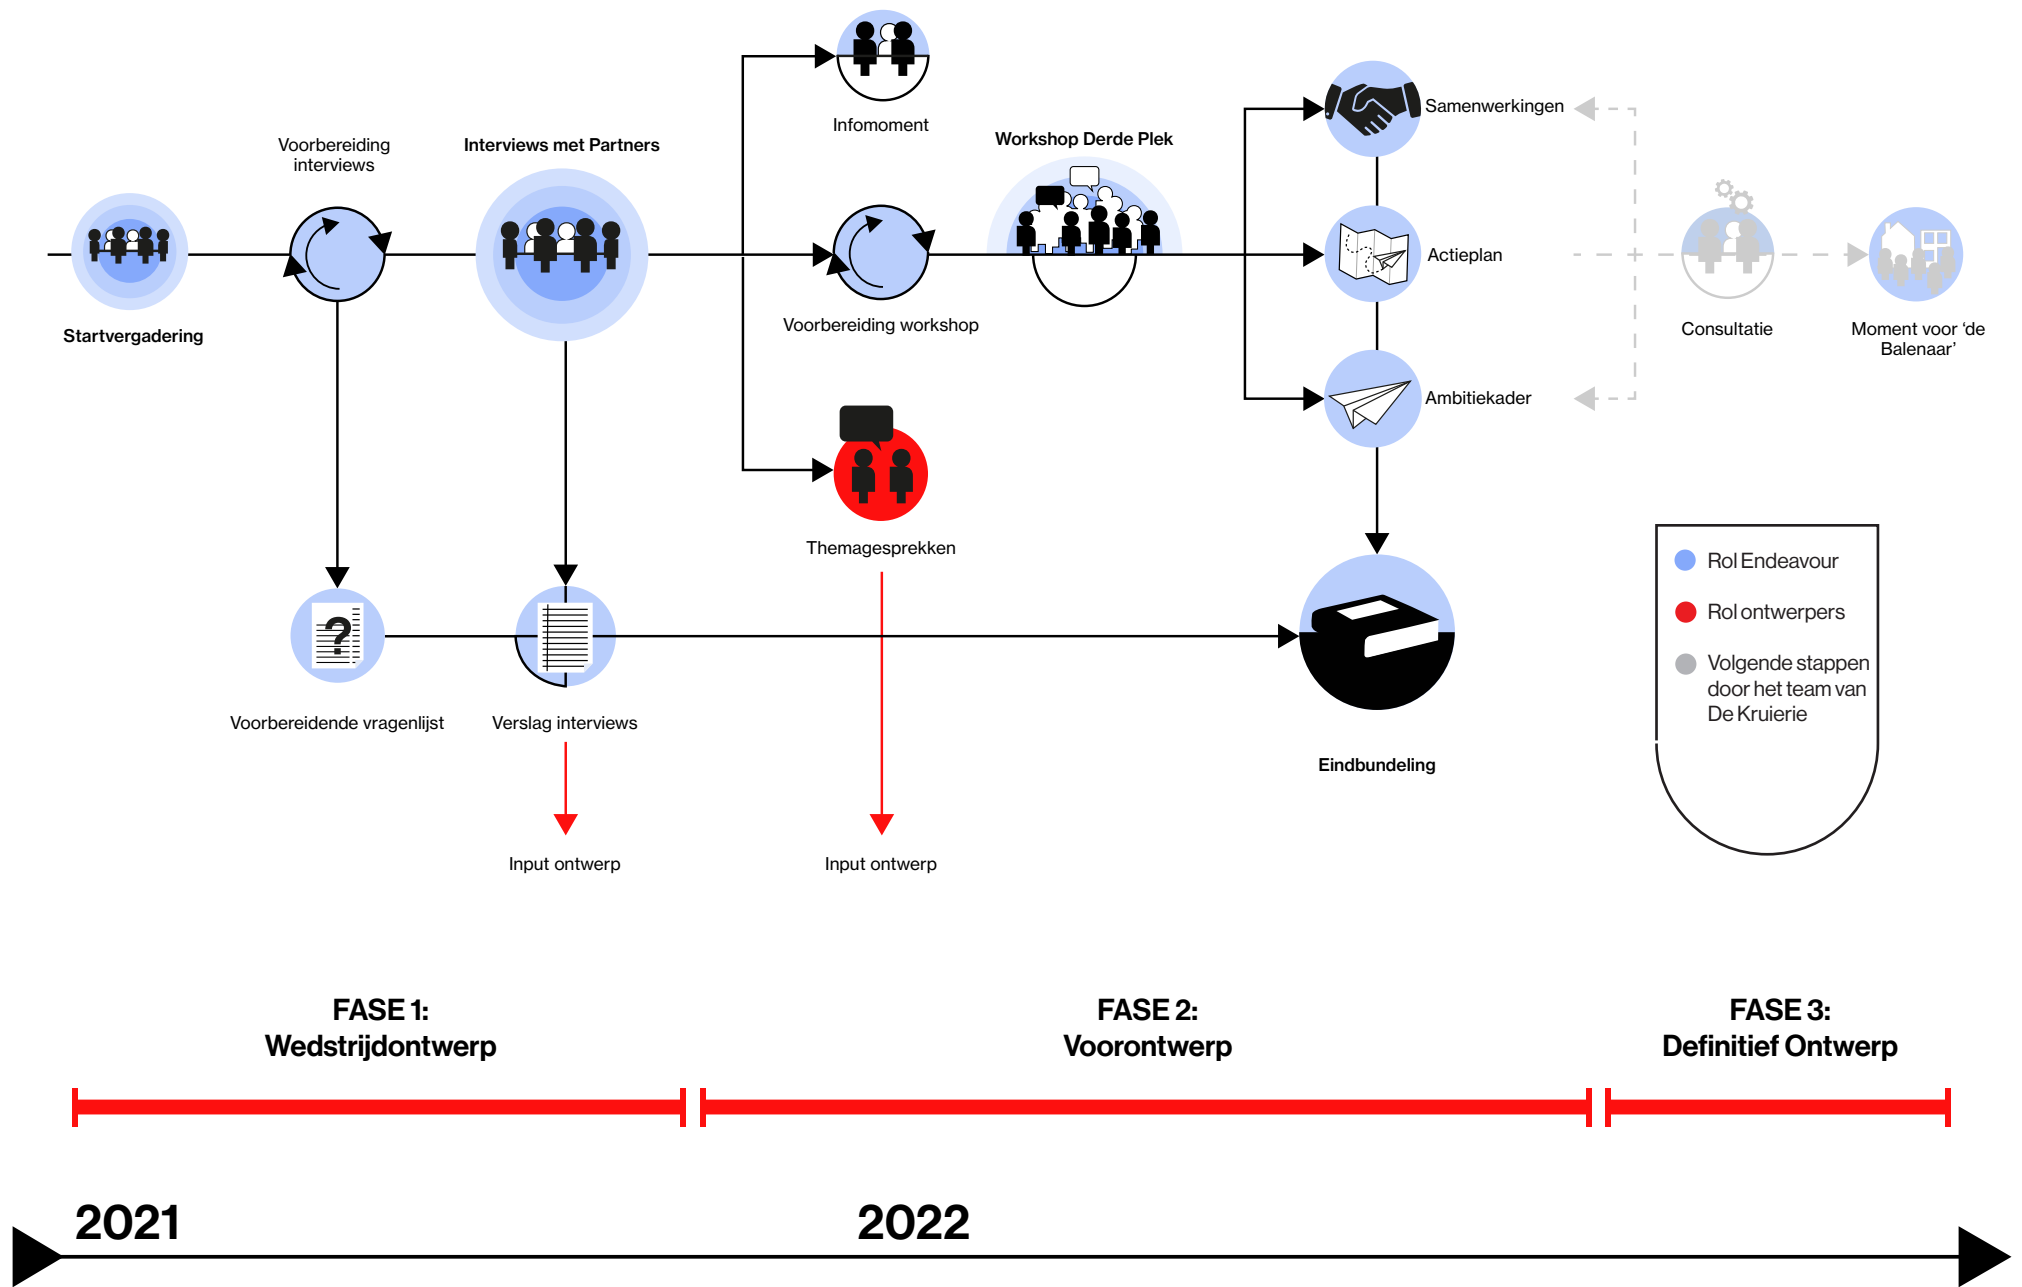 Infomoment
Voorbereiding
interviews
Interviews met Partners
Workshop Derde Plek
Samenwerkingen
Startvergadering
Voorbereiding workshop
Actieplan
Consultatie
Moment voor ‘de
Balenaar’
Ambitiekader
Themagesprekken
?
Voorbereidende vragenlijst
Verslag interviews
Eindbundeling
Input ontwerp
Input ontwerp
Rol Endeavour
Rol ontwerpers
Volgende stappen
door het team van
De Kruierie
FASE 1:
Wedstrijdontwerp
FASE 2:
Voorontwerp
FASE 3:
Definitief Ontwerp
2021
2022